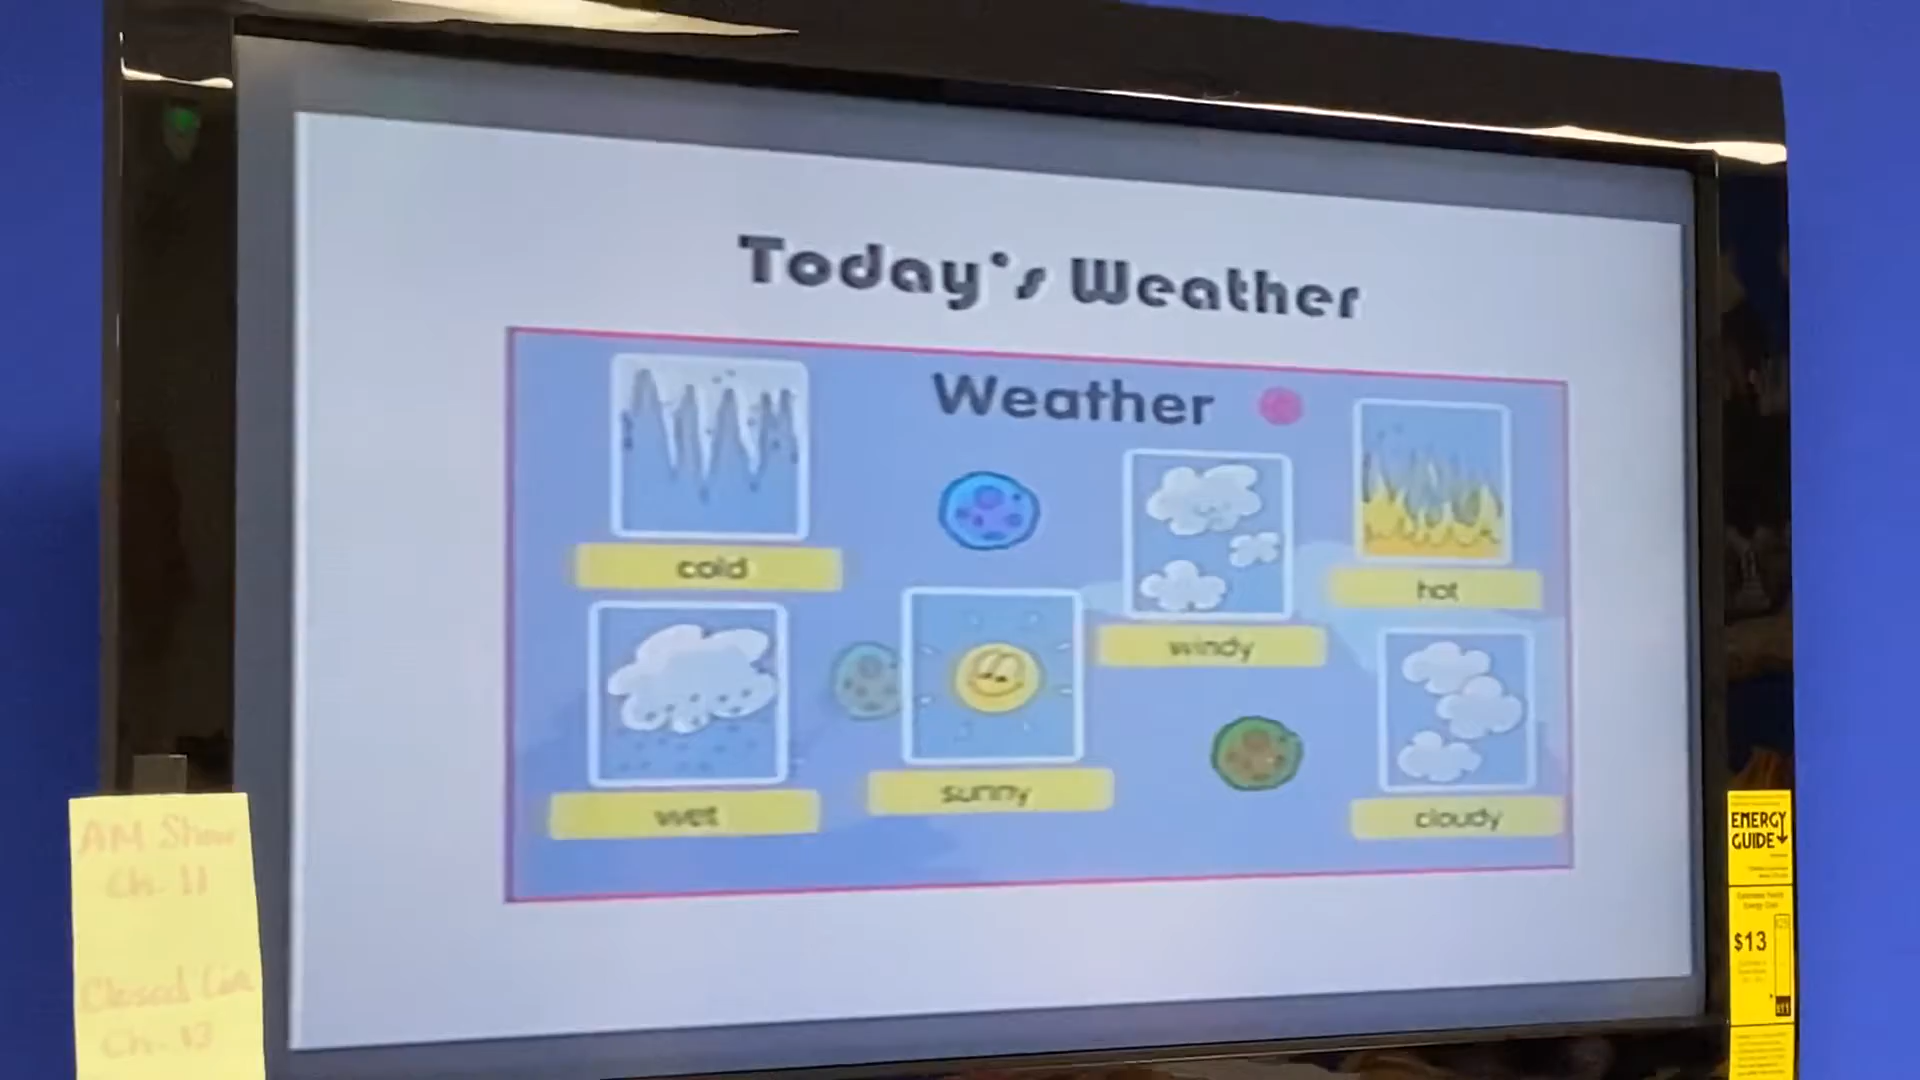 Today's Weather
Weather
cold
hot
windy
wet
sunny
cloudy
AM Show
Ch. 11
Closed
Ch. 13
ENERGY
GUIDE
$13